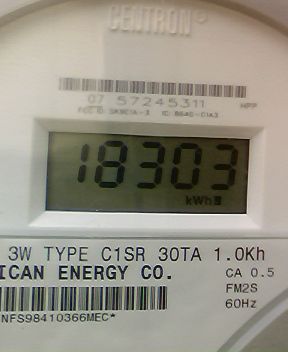 CENTRON®
07 57245311
HPP
18303
kWh
3W TYPE C1SR 30TA 1.0Kh
ICAN ENERGY CO.
CA 0.5
FM2S
60Hz
NFS98410366MEC*